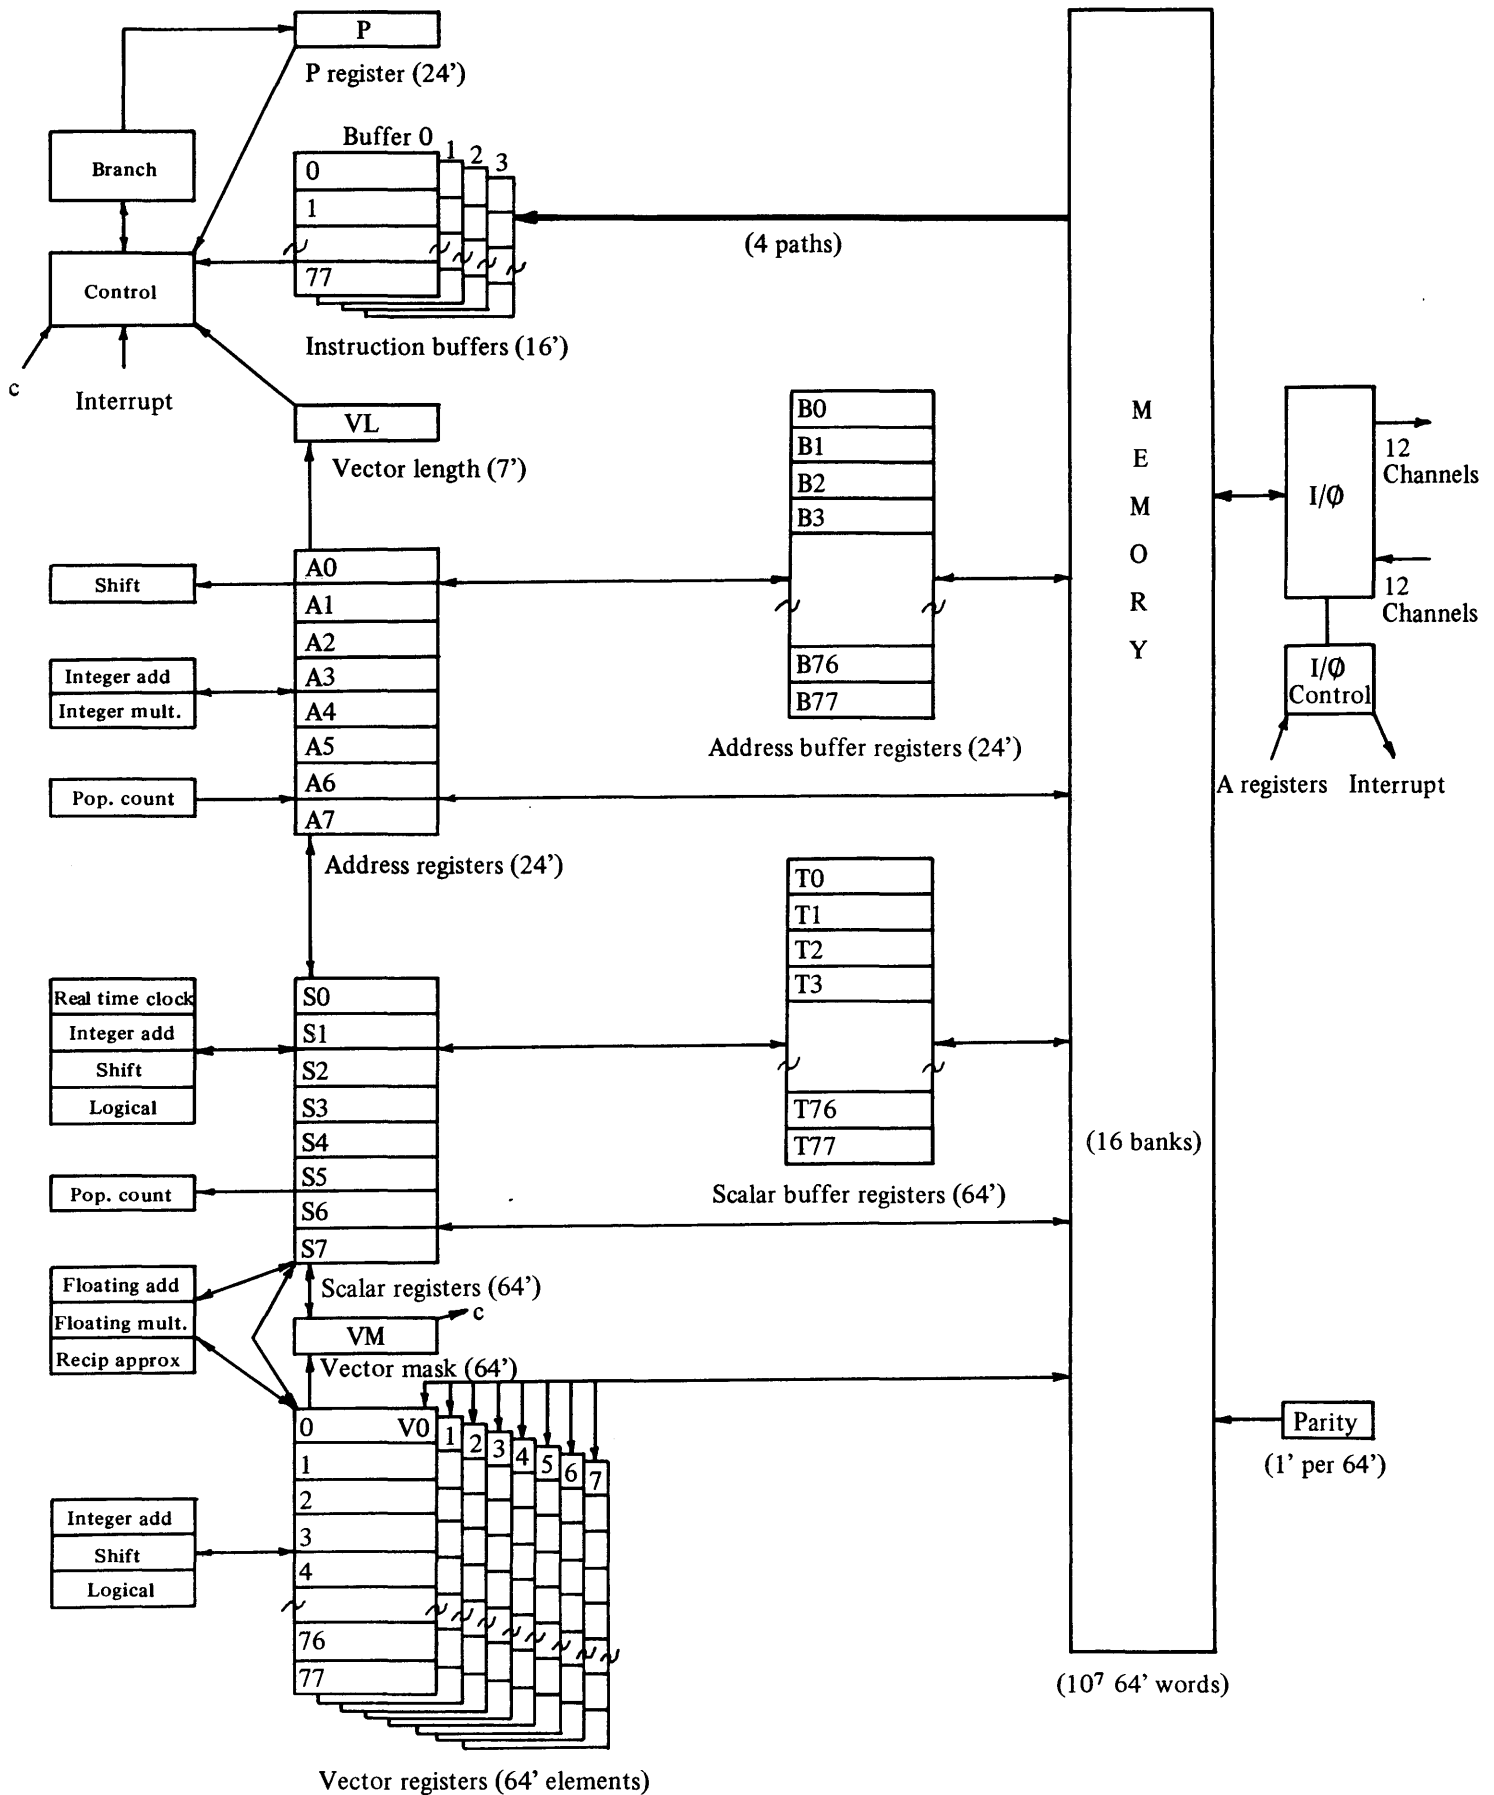 P
P register (24’)
Branch
Buffer 0
1
2
3
0
1
77
(4 paths)
Control
Instruction buffers (16’)
c
Interrupt
VL
Vector length (7’)
B0
B1
B2
B3
B76
B77
Address buffer registers (24’)
M
E
M
O
R
Y
I/Ø
12
Channels
12
Channels
I/Ø
Control
A registers
Interrupt
Shift
Integer add
Integer mult.
Pop. count
A0
A1
A2
A3
A4
A5
A6
A7
Address registers (24’)
T0
T1
T2
T3
T76
T77
Scalar buffer registers (64’)
(16 banks)
Real time clock
Integer add
Shift
Logical
Pop. count
S0
S1
S2
S3
S4
S5
S6
S7
Scalar registers (64’)
Floating add
Floating mult.
Recip approx
VM
c
Vector mask (64’)
0
V0
1
2
3
4
5
6
7
1
2
3
4
76
77
Integer add
Shift
Logical
Parity
(1’ per 64’)
(10⁷ 64’ words)
Vector registers (64’ elements)